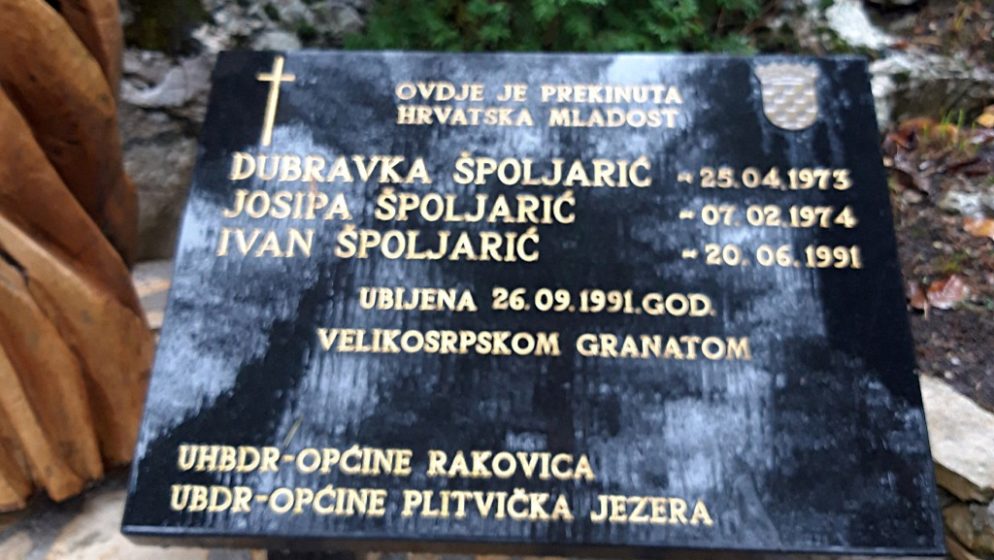 OVDJE JE PREKINUTA
HRVATSKA MLADOST
DUBRAVKA ŠPOLJARIĆ ~ 25.04.1973
JOSIPA ŠPOLJARIĆ ~ 07.02.1974
IVAN ŠPOLJARIĆ ~ 20.06.1991
UBIJENA 26.09.1991.GOD.
VELIKOSRPSKOM GRANATOM
UHBDR-OPĆINE RAKOVICA
UBDR-OPĆINE PLITVIČKA JEZERA